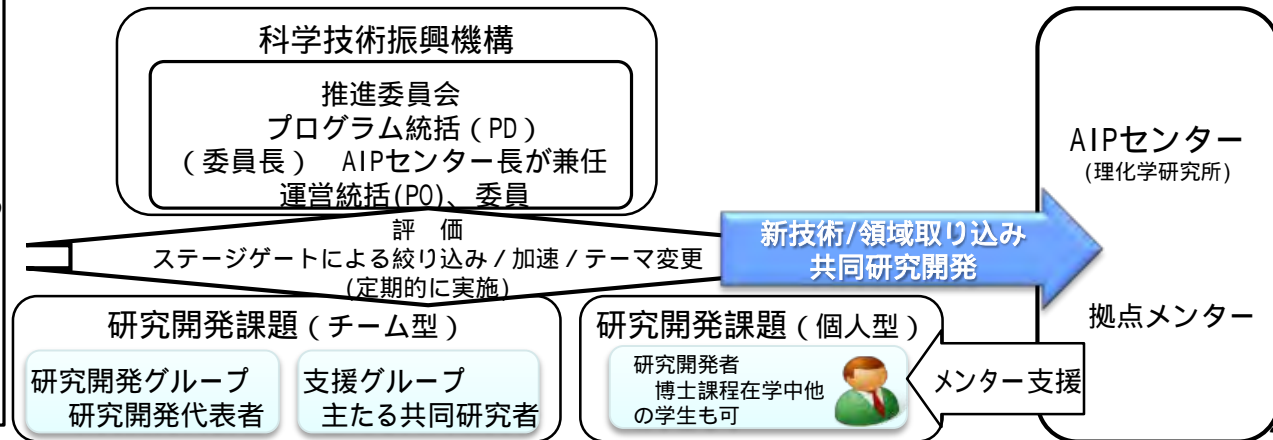 科学技術振興機構
推進委員会
プログラム統括（PD）
（委員長）　AIPセンター長が兼任
運営統括(PO)、委員
評　価
ステージゲートによる絞り込み / 加速 / テーマ変更
(定期的に実施)
新技術/領域取り込み
共同研究開発
AIPセンター
(理化学研究所)
拠点メンター
研究開発課題（チーム型）
研究開発グループ
研究開発代表者
支援グループ
主たる共同研究者
研究開発課題（個人型）
研究開発者
博士課程在学中他
の学生も可
メンター支援